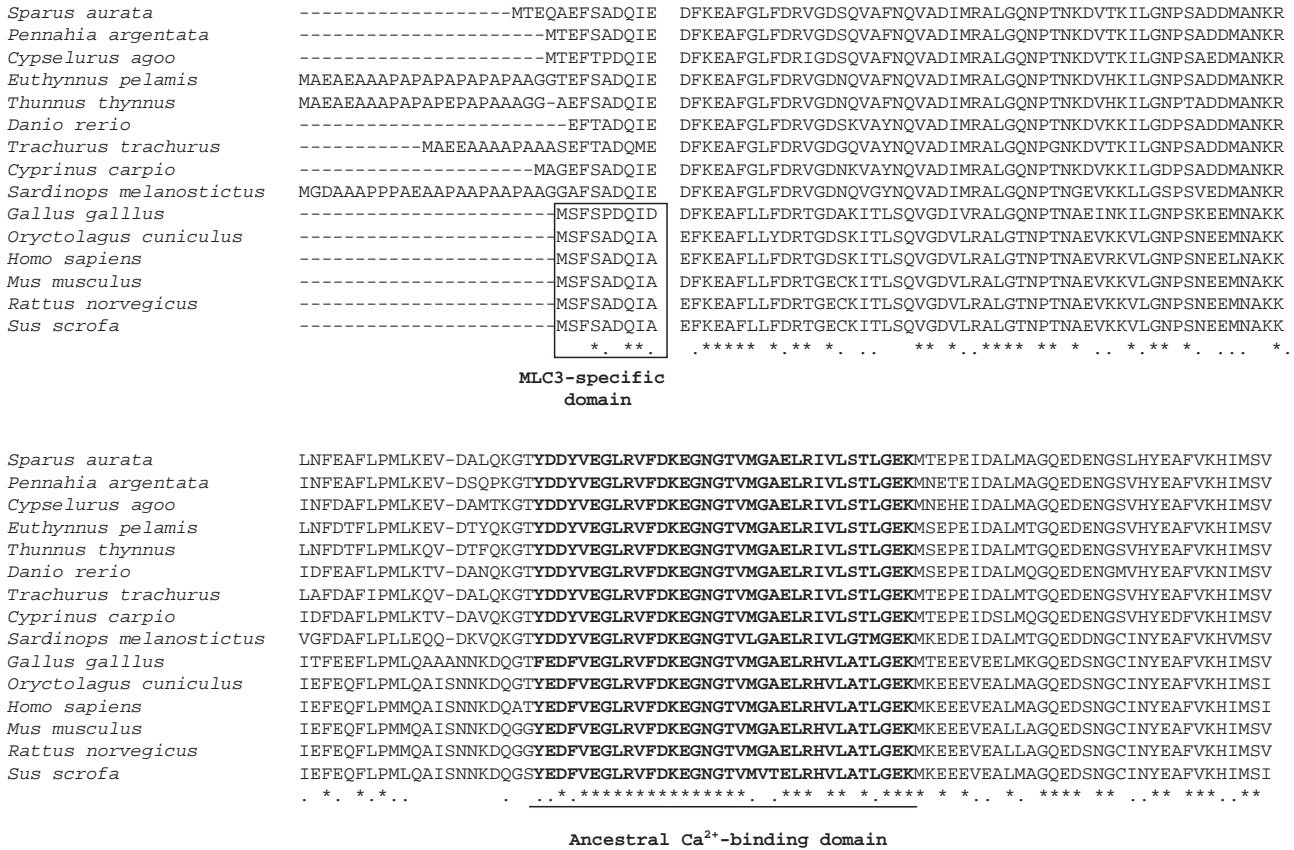 Sparus aurata -------------------MTEQAEFSADQIE DFKEAFGLFDRVGDSQVAFNQVADIMRALGQNPTNKDVTKILGNPSADDMANKR
Pennahia argentata ----------------------MTEFSADQIE DFKEAFGLFDRVGDSQVAFNQVADIMRALGQNPTNKDVTKILGNPSADDMANKR
Cypselurus agoo ----------------------MTEFTPDQIE DFKEAFGLFDRIGDSQVAFNQVADIMRALGQNPTNKDVTKILGNPSAEDMANKR
Euthynnus pelamis MAEAEAAAPAPAPAPAPAPAAGGTEFSADQIE DFKEAFGLFDRVGDNQVAFNQVADIMRALGQNPTNKDVHKILGNPSADDMANKR
Thunnus thynnus MAEAEAAAPAPAPEPAPAAAGG-AEFSADQIE DFKEAFGLFDRVGDNQVAFNQVADIMRALGQNPTNKDVHKILGNPTADDMANKR
Danio rerio ------------------------EFTADQIE DFKEAFGLFDRVGDSKVAYNQVADIMRALGQNPTNKDVKKILGDPSADDMANKR
Trachurus trachurus -----------MAEEAAAAPAAASEFTADQME DFKEAFGLFDRVGDGQVAYNQVADIMRALGQNPGNKDVTKILGNPSADDMANKR
Cyprinus carpio ---------------------MAGEFSADQIE DFKEAFGLFDRVGDSKVAYNQVADIMRALGQNPTNKDVTKILGNPSADDMANKR
Sardinops melanostictus MGDAAAPPPAEAAPAAPAAPAAGGAFSADQIE DFKEAFGLFDRVGDNQVGYNQVADIMRALGQNPTNGEVKKLLGSPSVEDMANKR
Gallus galllus -----------------------MSFSPDQID DFKEAFLLFDRTGDAKITLSQVGDIVRALGQNPTNAEINKILGNPSKEEMNAKK
Oryctolagus cuniculus -----------------------MSFSADQIA EFKEAFLLYDRTGDSKITLSQVGDVLRALGTNPTNAEVKKVLGNPSNEEMNAKK
Homo sapiens -----------------------MSFSADQIA EFKEAFLLFDRTGDSKITLSQVGDVLRALGTNPTNAEVRKVLGNPSNEELNAKK
Mus musculus -----------------------MSFSADQIA EFKEAFLLFDRTGECKITLSQVGDVLRALGTNPTNAEVKKVLGNPSNEEMNAKK
Rattus norvegicus -----------------------MSFSADQIA EFKEAFLLFDRTGECKITLSQVGDVLRALGTNPTNAEVKKVLGNPSNEEMNAKK
Sus scrofa -----------------------MSFSADQIA EFKEAFLLFDRTGECKITLSQVGDVLRALGTNPTNAEVKKVLGNPSNEEMNAKK
*. **. .***** *.** *. .. ** *..**** ** * .. *.** *. ... *.
MLC3-specific
domain
Sparus aurata LNFEAFLPMLKEV-DALQKGTYDDYVEGLRVFDKEGNGTVMGAELRIVLSTLGEKMTEPEIDALMAGQEDENGSLHYEAFVKHIMSV
Pennahia argentata INFEAFLPMLKEV-DSQPKGTYDDYVEGLRVFDKEGNGTVMGAELRIVLSTLGEKMNETEIDALMAGQEDENGSVHYEAFVKHIMSV
Cypselurus agoo INFDAFLPMLKEV-DAMTKGTYDDYVEGLRVFDKEGNGTVMGAELRIVLSTLGEKMNEHEIDALMAGQEDENGSVHYEAFVKHIMSV
Euthynnus pelamis LNFDTFLPMLKEV-DTYQKGTYDDYVEGLRVFDKEGNGTVMGAELRIVLSTLGEKMSEPEIDALMTGQEDENGSVHYEAFVKHIMSV
Thunnus thynnus LNFDTFLPMLKQV-DTFQKGTYDDYVEGLRVFDKEGNGTVMGAELRIVLSTLGEKMSEPEIDALMTGQEDENGSVHYEAFVKHIMSV
Danio rerio IDFEAFLPMLKTV-DANQKGTYDDYVEGLRVFDKEGNGTVMGAELRIVLSTLGEKMSEPEIDALMQGQEDENGMVHYEAFVKNIMSV
Trachurus trachurus LAFDAFIPMLKQV-DALQKGTYDDYVEGLRVFDKEGNGTVMGAELRIVLSTLGEKMTEPEIDALMTGQEDENGSVHYEAFVKHIMSV
Cyprinus carpio IDFDAFLPMLKTV-DAVQKGTYDDYVEGLRVFDKEGNGTVMGAELRIVLSTLGEKMTEPEIDSLMQGQEDENGSVHYEDFVKHIMSV
Sardinops melanostictus VGFDAFLPLLEQQ-DKVQKGTYDDYVEGLRVFDKEGNGTVLGAELRIVLGTMGEKMKEDEIDALMTGQEDDNGCINYEAFVKHVMSV
Gallus galllus ITFEEFLPMLQAAANNKDQGTFEDFVEGLRVFDKEGNGTVMGAELRHVLATLGEKMTEEEVEELMKGQEDSNGCINYEAFVKHIMSV
Oryctolagus cuniculus IEFEQFLPMLQAISNNKDQGTYEDFVEGLRVFDKEGNGTVMGAELRHVLATLGEKMKEEEVEALMAGQEDSNGCINYEAFVKHIMSI
Homo sapiens IEFEQFLPMMQAISNNKDQATYEDFVEGLRVFDKEGNGTVMGAELRHVLATLGEKMKEEEVEALMAGQEDSNGCINYEAFVKHIMSI
Mus musculus IEFEQFLPMMQAISNNKDQGGYEDFVEGLRVFDKEGNGTVMGAELRHVLATLGEKMKEEEVEALLAGQEDSNGCINYEAFVKHIMSV
Rattus norvegicus IEFEQFLPMMQAISNNKDQGGYEDFVEGLRVFDKEGNGTVMGAELRHVLATLGEKMKEEEVEALLAGQEDSNGCINYEAFVKHIMSV
Sus scrofa IEFEQFLPMLQAISNNKDQGSYEDFVEGLRVFDKEGNGTVMVTELRHVLATLGEKMKEEEVEALMAGQEDSNGCINYEAFVKHIMSI
. *. *.*.. . ..*.****************. .*** **.*.**** * *.. *. **** ** ..** ***..**
Ancestral Ca2+-binding domain